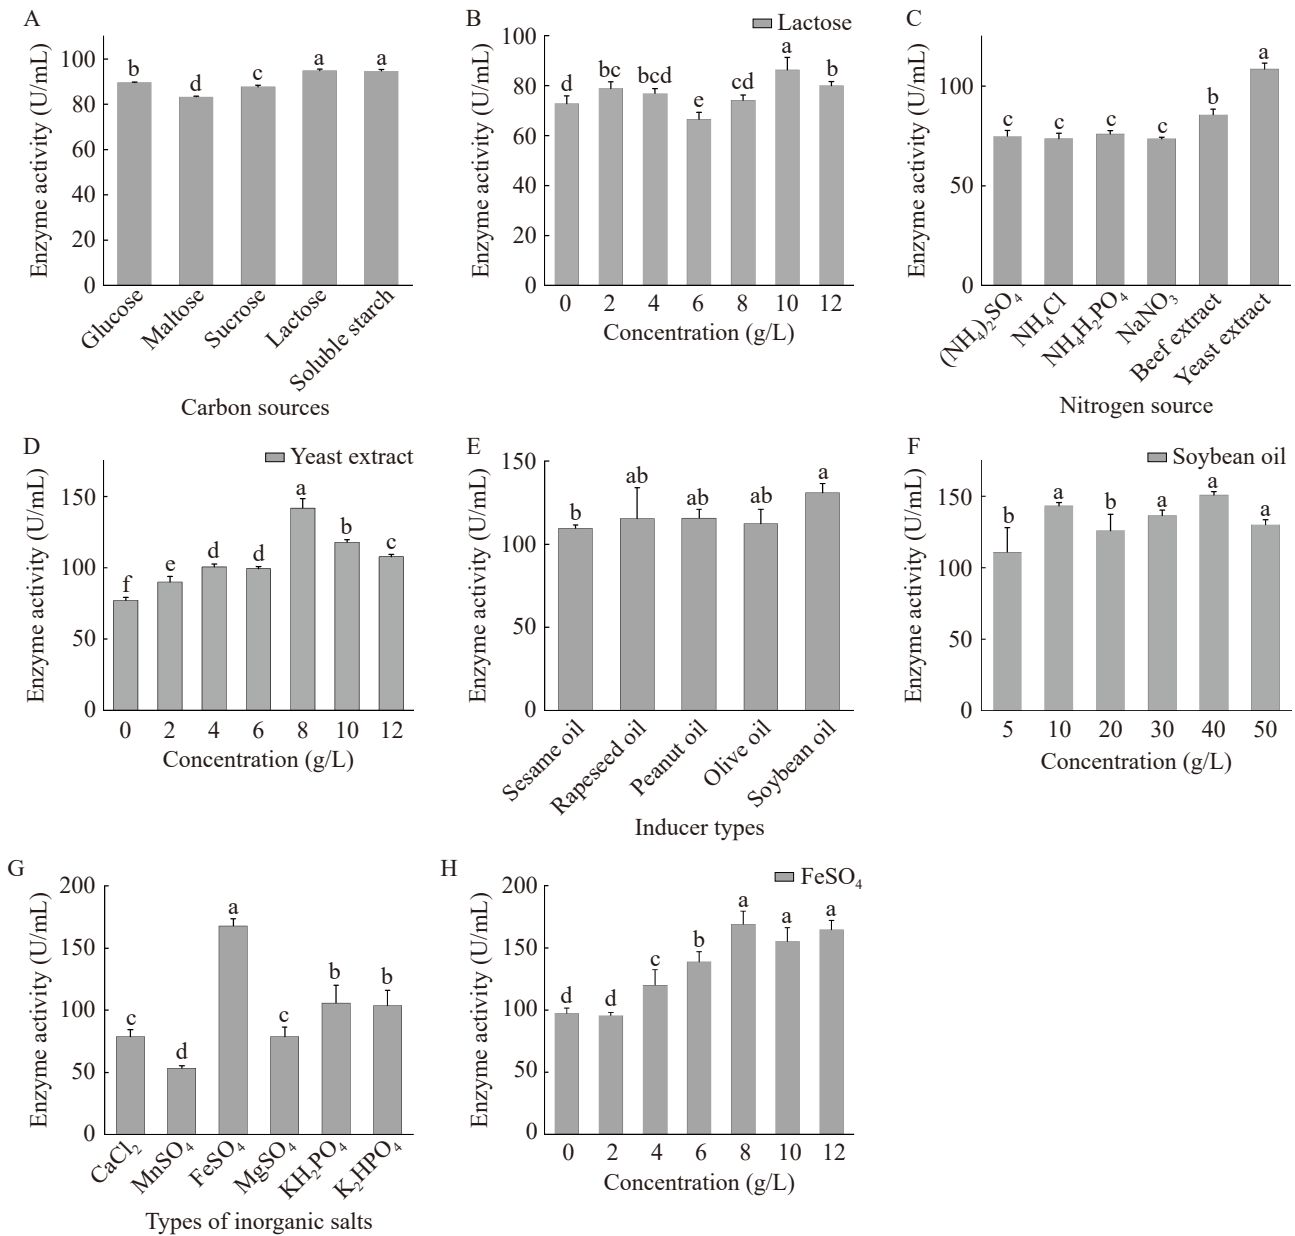 A
Enzyme activity (U/mL)
100
80
60
40
20
0
b
d
c
a
a
Glucose
Maltose
Sucrose
Lactose
Soluble starch
Carbon sources
B
Lactose
Enzyme activity (U/mL)
100
80
60
40
20
0
d
bc
bcd
e
cd
a
b
0 2 4 6 8 10 12
Concentration (g/L)
C
Enzyme activity (U/mL)
100
50
0
c
c
c
c
b
a
(NH₄)₂SO₄
NH₄Cl
NH₄H₂PO₄
NaNO₃
Beef extract
Yeast extract
Nitrogen source
D
Yeast extract
Enzyme activity (U/mL)
150
100
50
0
f
e
d
d
a
b
c
0 2 4 6 8 10 12
Concentration (g/L)
E
Enzyme activity (U/mL)
150
100
50
0
b
ab
ab
ab
a
Sesame oil
Rapeseed oil
Peanut oil
Olive oil
Soybean oil
Inducer types
F
Soybean oil
Enzyme activity (U/mL)
150
100
50
0
b
a
b
a
a
a
5 10 20 30 40 50
Concentration (g/L)
G
Enzyme activity (U/mL)
200
150
100
50
0
c
d
a
c
b
b
CaCl₂
MnSO₄
FeSO₄
MgSO₄
KH₂PO₄
K₂HPO₄
Types of inorganic salts
H
FeSO₄
Enzyme activity (U/mL)
200
150
100
50
0
d
d
c
b
a
a
a
0 2 4 6 8 10 12
Concentration (g/L)